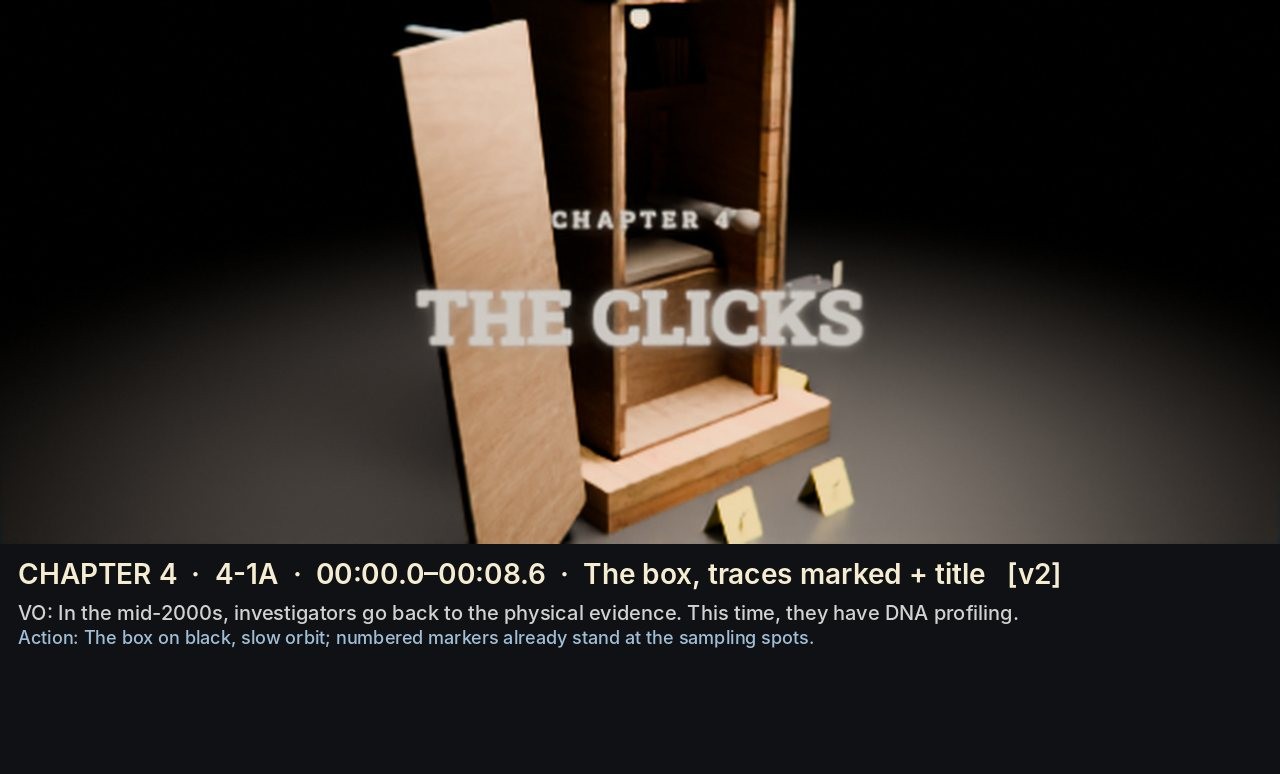 CHAPTER 4
THE CLICKS
CHAPTER 4 · 4-1A · 00:00.0–00:08.6 · The box, traces marked + title [v2]
VO: In the mid-2000s, investigators go back to the physical evidence. This time, they have DNA profiling.
Action: The box on black, slow orbit; numbered markers already stand at the sampling spots.